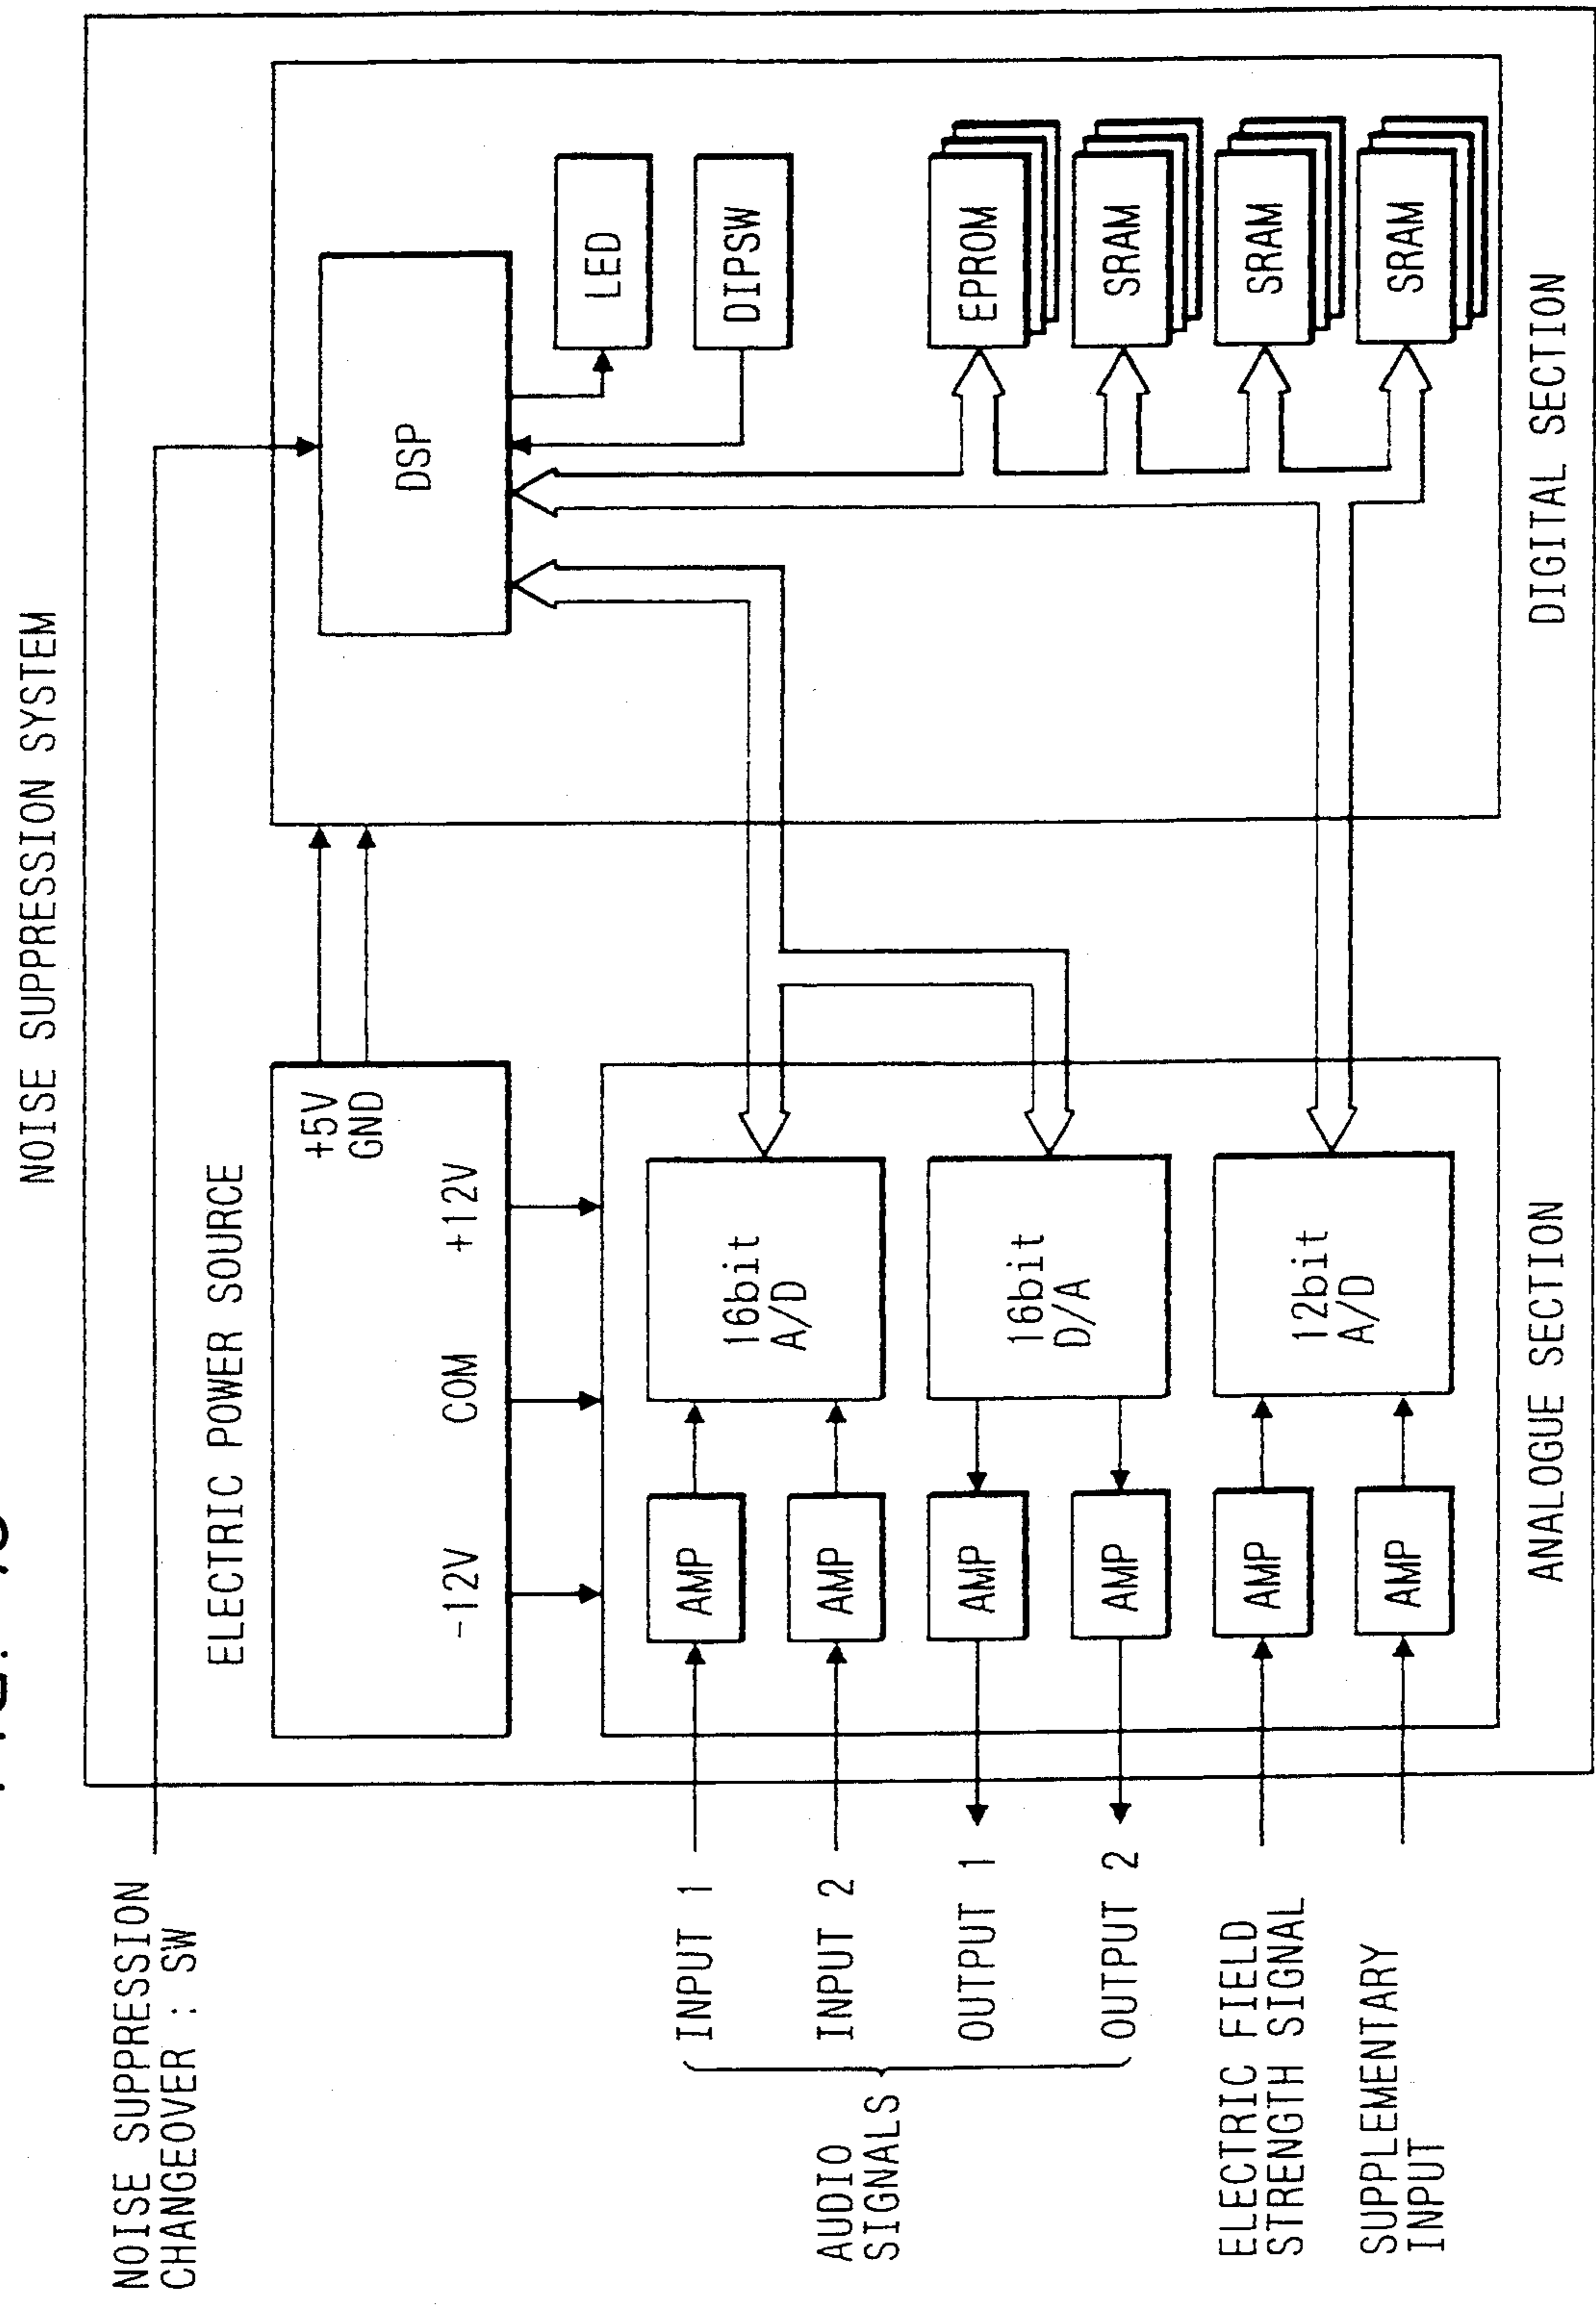 NOISE SUPPRESSION SYSTEM
NOISE SUPPRESSION
CHANGEOVER : SW
ELECTRIC POWER SOURCE
+5V
GND
-12V
COM
+12V
DSP
LED
DIPSW
EPROM
SRAM
SRAM
SRAM
DIGITAL SECTION
AUDIO
SIGNALS
INPUT 1
INPUT 2
OUTPUT 1
OUTPUT 2
ELECTRIC FIELD
STRENGTH SIGNAL
SUPPLEMENTARY
INPUT
AMP
AMP
AMP
AMP
AMP
AMP
16bit
A/D
16bit
D/A
12bit
A/D
ANALOGUE SECTION